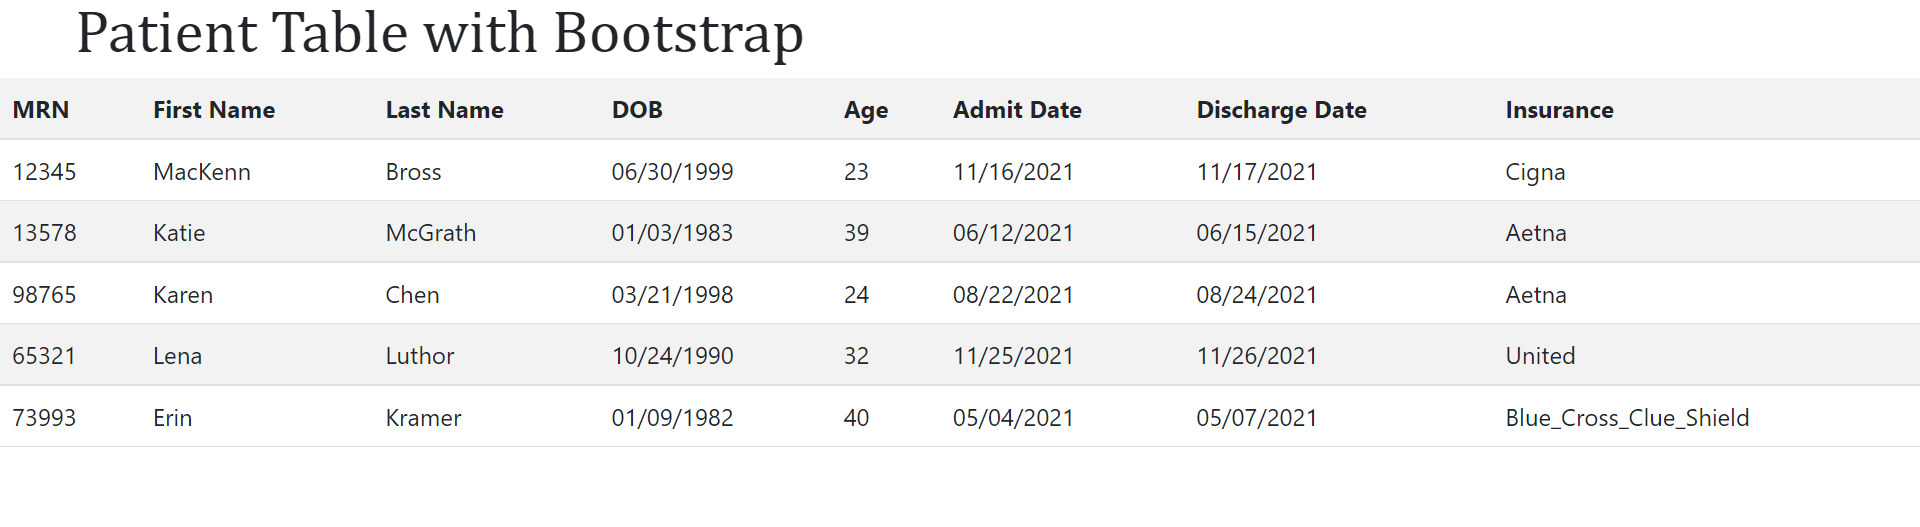 Patient Table with Bootstrap
MRN First Name Last Name DOB Age Admit Date Discharge Date Insurance
12345 MacKenn Bross 06/30/1999 23 11/16/2021 11/17/2021 Cigna
13578 Katie McGrath 01/03/1983 39 06/12/2021 06/15/2021 Aetna
98765 Karen Chen 03/21/1998 24 08/22/2021 08/24/2021 Aetna
65321 Lena Luthor 10/24/1990 32 11/25/2021 11/26/2021 United
73993 Erin Kramer 01/09/1982 40 05/04/2021 05/07/2021 Blue_Cross_Clue_Shield